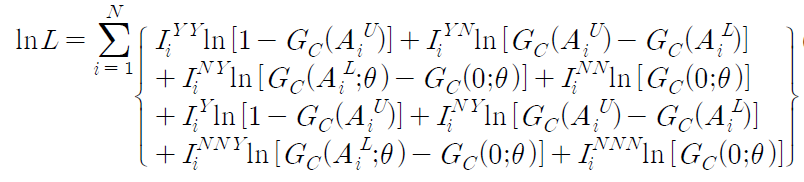 ln L = \sum_{i=1}^{N} { I_i^{YY} ln [1 − G_C(A_i^U)] + I_i^{YN} ln [G_C(A_i^U) − G_C(A_i^L)]
+ I_i^{NY} ln [G_C(A_i^L;θ) − G_C(0;θ)] + I_i^{NN} ln [G_C(0;θ)]
+ I_i^{Y} ln [1 − G_C(A_i^U)] + I_i^{NY} ln [G_C(A_i^U) − G_C(A_i^L)]
+ I_i^{NNY} ln [G_C(A_i^L;θ) − G_C(0;θ)] + I_i^{NNN} ln [G_C(0;θ)] }